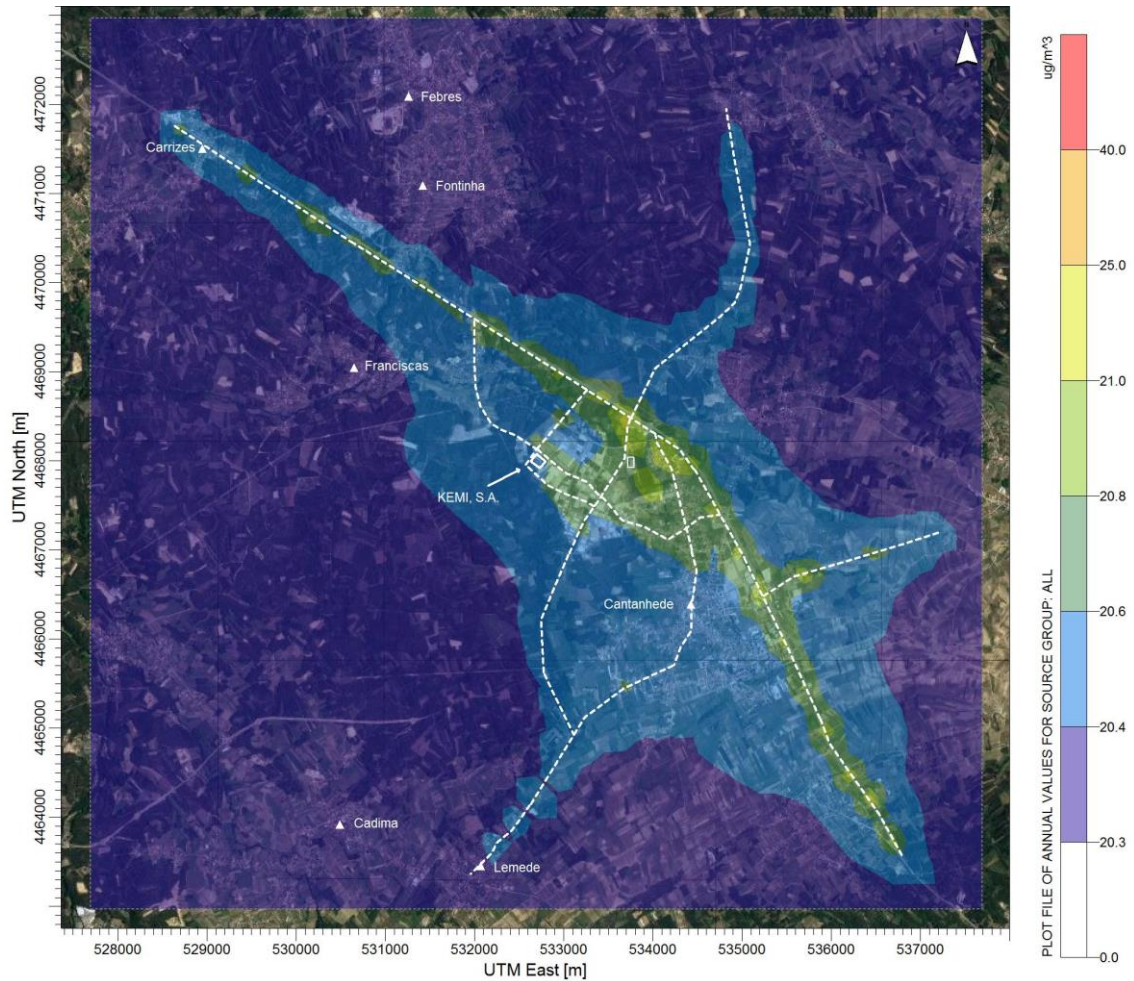 ug/m^3
Febres
Carrizes
Fontinha
Franciscas
KEMI, S.A.
Cantanhede
Cadima
Lemede
4472000
4471000
4470000
4469000
4468000
4467000
4466000
4465000
4464000
UTM North [m]
528000 529000 530000 531000 532000 533000 534000 535000 536000 537000
UTM East [m]
40.0
25.0
21.0
20.8
20.6
20.4
20.3
0.0
PLOT FILE OF ANNUAL VALUES FOR SOURCE GROUP: ALL